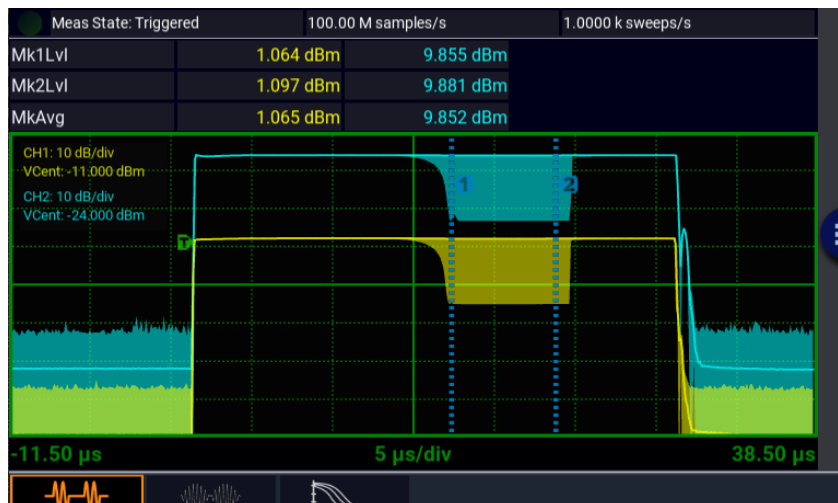 Meas State: Triggered 100.00 M samples/s 1.0000 k sweeps/s
Mk1Lvl 1.064 dBm 9.855 dBm
Mk2Lvl 1.097 dBm 9.881 dBm
MkAvg 1.065 dBm 9.852 dBm
CH1: 10 dB/div
VCent: -11.000 dBm
CH2: 10 dB/div
VCent: -24.000 dBm
1 2
T
-11.50 µs 5 µs/div 38.50 µs